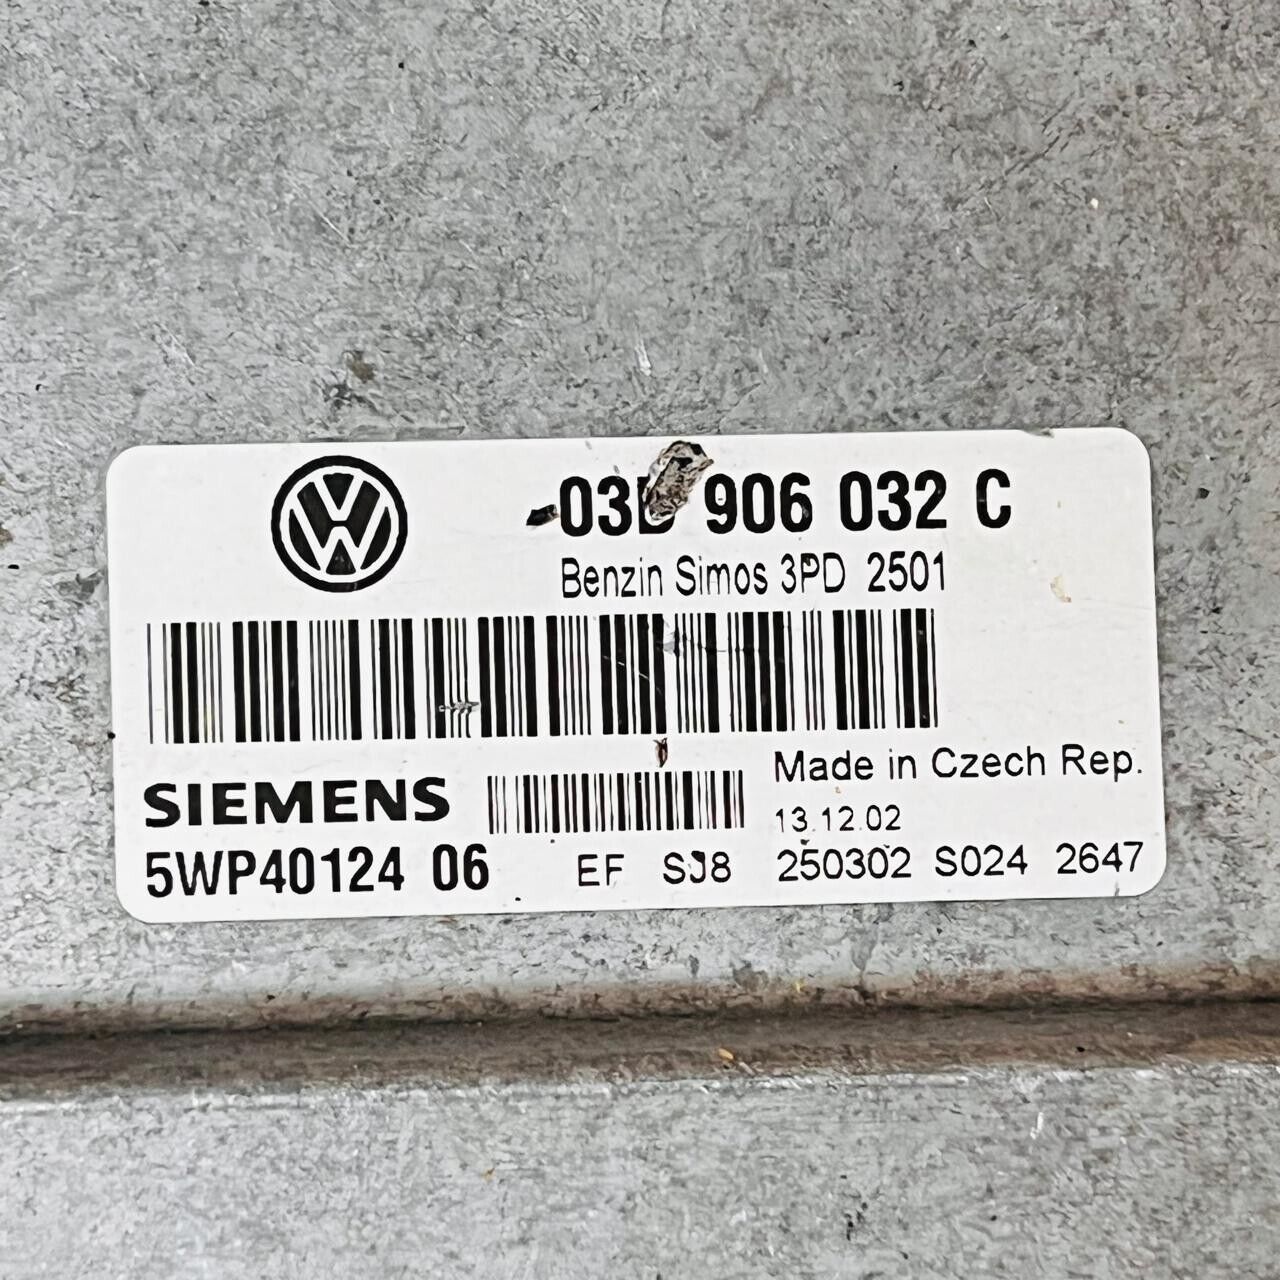 03D 906 032 C
Benzin Simos 3PD 2501
Made in Czech Rep.
SIEMENS
13.12.02
5WP40124 06 EF SJ8 250302 S024 2647